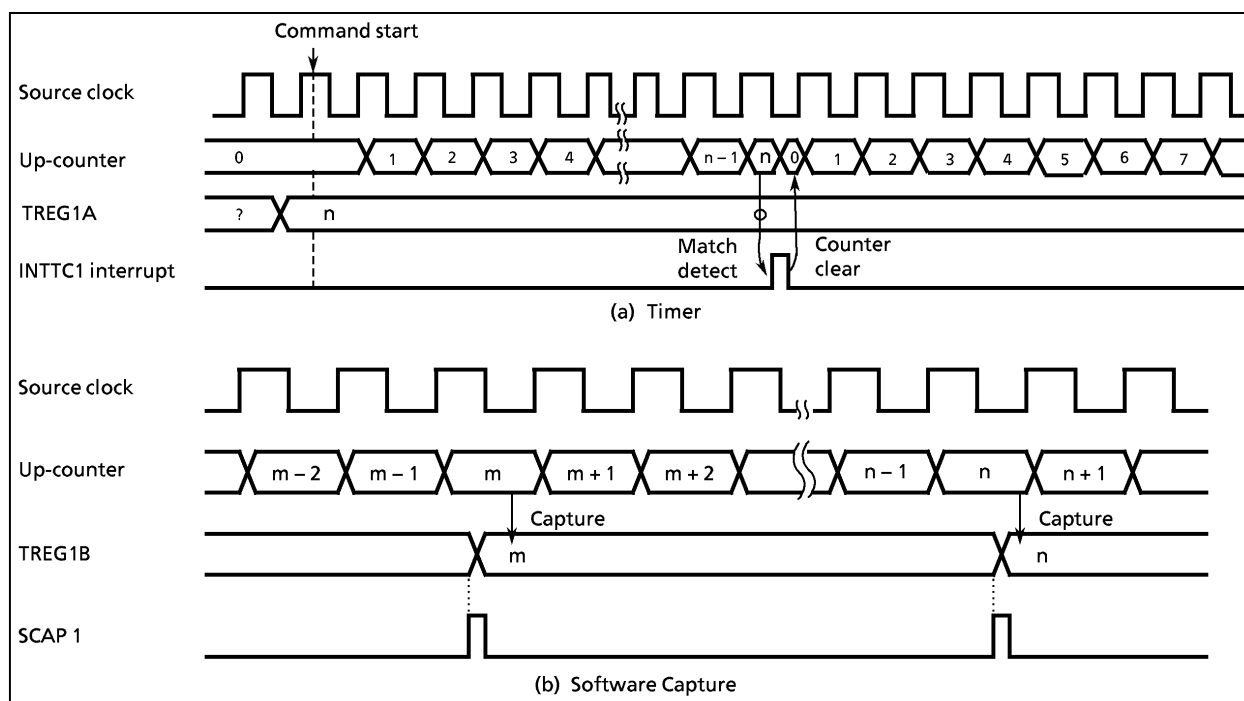 Command start
Source clock
Up-counter 0 1 2 3 4 n – 1 n 0 1 2 3 4 5 6 7
TREG1A ? n
Match detect
Counter clear
INTTC1 interrupt
(a) Timer
Source clock
Up-counter m – 2 m – 1 m m + 1 m + 2 n – 1 n n + 1
Capture Capture
TREG1B m n
SCAP 1
(b) Software Capture